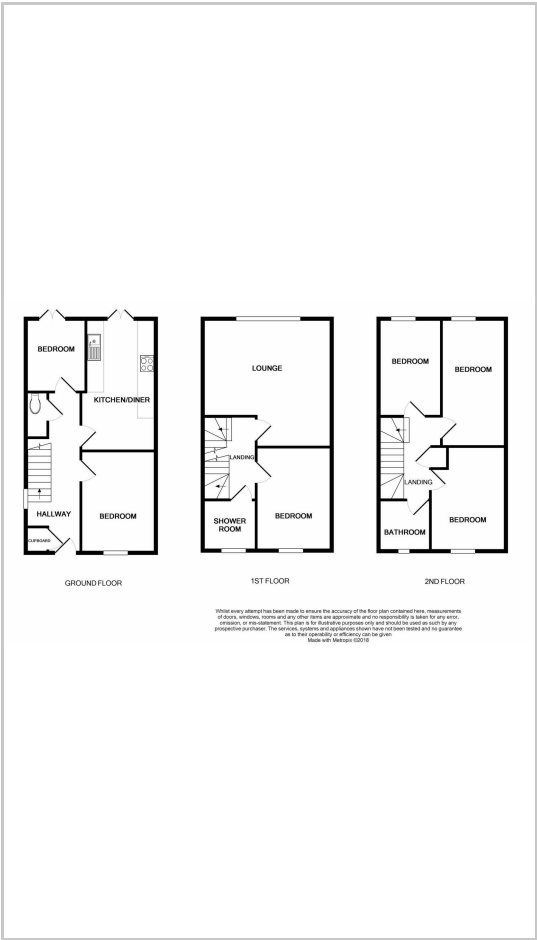 BEDROOM
KITCHEN/DINER
BEDROOM
HALLWAY
CUPBOARD
GROUND FLOOR
LOUNGE
LANDING
SHOWER
ROOM
BEDROOM
1ST FLOOR
BEDROOM
BEDROOM
LANDING
BATHROOM
BEDROOM
2ND FLOOR
Whilst every attempt has been made to ensure the accuracy of the floor plan contained here, measurements
of doors, windows, rooms and any other items are approximate and no responsibility is taken for any error,
omission, or mis-statement. This plan is for illustrative purposes only and should be used as such by any
prospective purchaser. The services, systems and appliances shown have not been tested and no guarantee
as to their operability or efficiency can be given
Made with Metropix ©2018